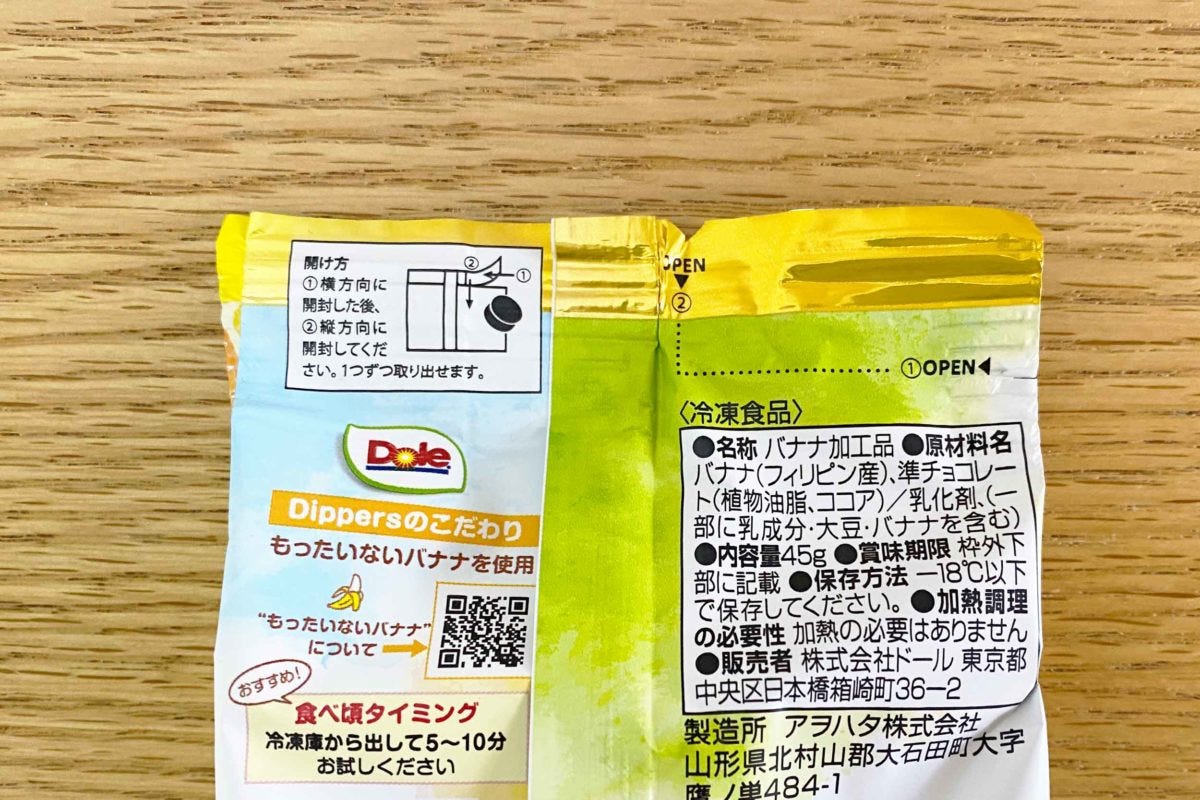 開け方
①横方向に
開封した後、
②縦方向に
開封してくだ
さい。1つずつ取り出せます。
②
①
OPEN
②
①OPEN
Dole
Dippersのこだわり
もったいないバナナを使用
“もったいないバナナ”
について
おすすめ!
食べ頃タイミング
冷凍庫から出して5〜10分
お試しください
〈冷凍食品〉
●名称 バナナ加工品 ●原材料名
バナナ(フィリピン産)、準チョコレー
ト(植物油脂、ココア)/乳化剤、(一
部に乳成分・大豆・バナナを含む)
●内容量45g ●賞味期限 枠外下
部に記載 ●保存方法 −18℃以下
で保存してください。 ●加熱調理
の必要性 加熱の必要はありません
●販売者 株式会社ドール 東京都
中央区日本橋箱崎町36−2
製造所 アヲハタ株式会社
山形県北村山郡大石田町大字
鷹ノ巣484-1